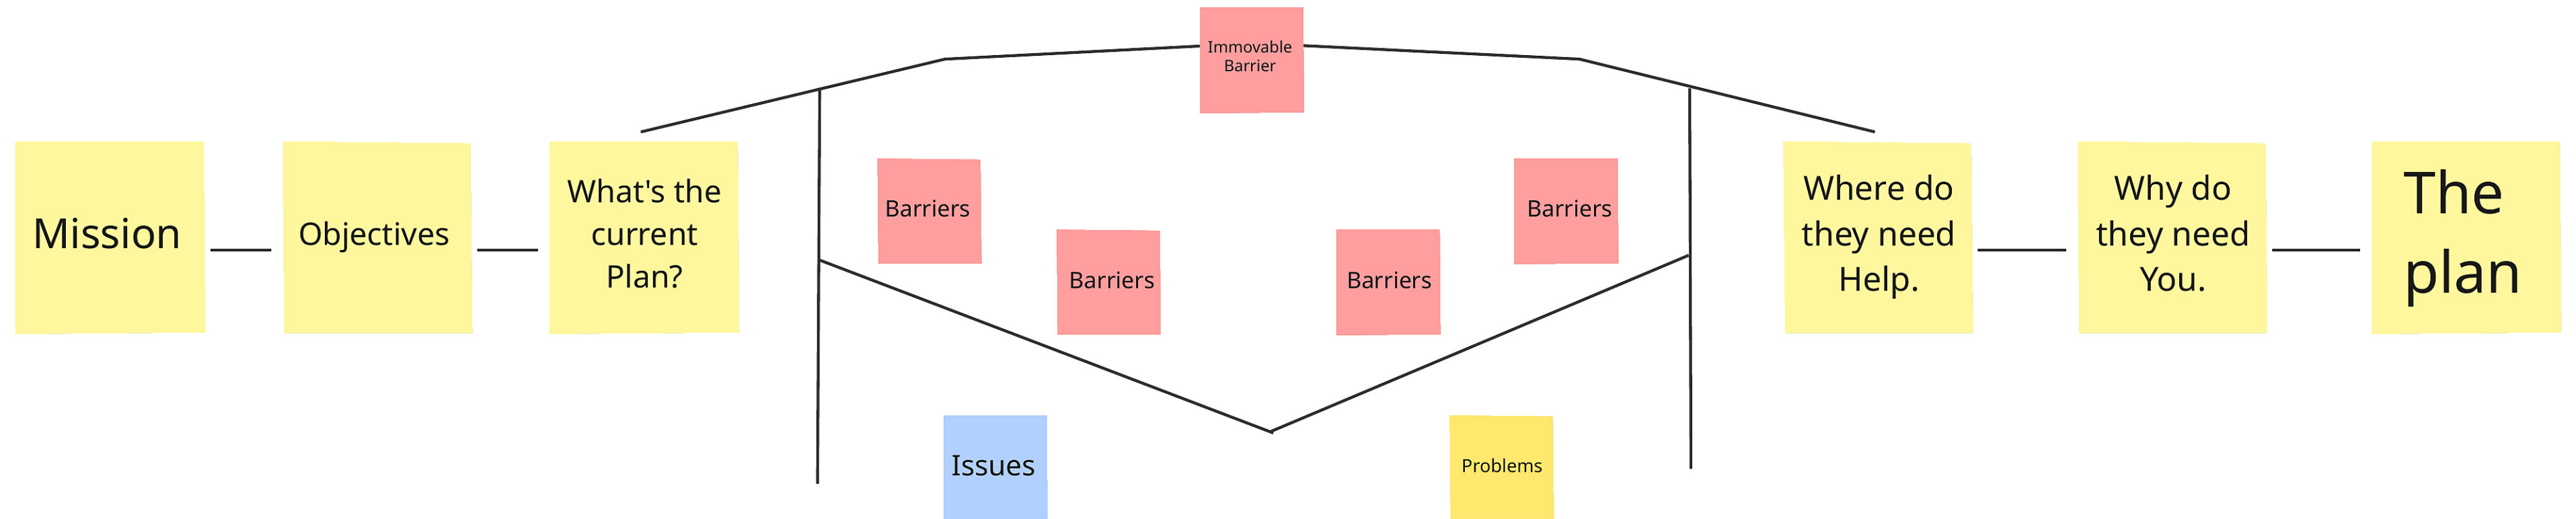 Immovable
Barrier
Mission
Objectives
What's the
current
Plan?
Barriers
Barriers
Barriers
Barriers
Where do
they need
Help.
Why do
they need
You.
The
plan
Issues
Problems